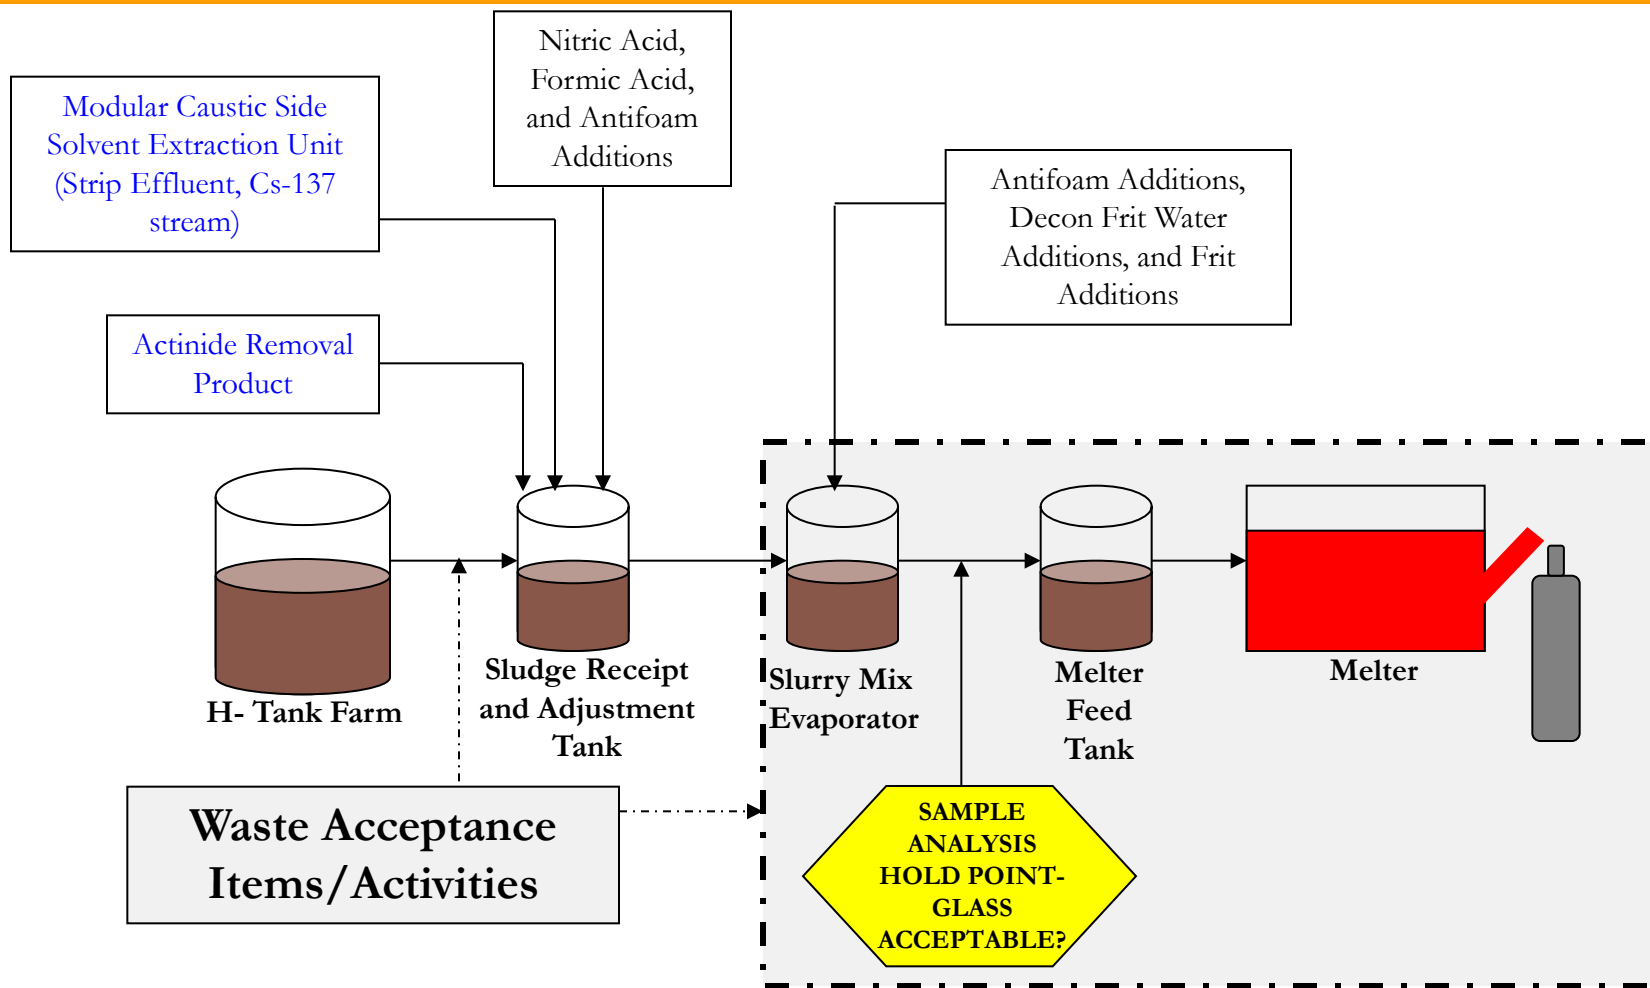 Nitric Acid,
Formic Acid,
and Antifoam
Additions
Modular Caustic Side
Solvent Extraction Unit
(Strip Effluent, Cs-137
stream)
Antifoam Additions,
Decon Frit Water
Additions, and Frit
Additions
Actinide Removal
Product
H- Tank Farm
Sludge Receipt
and Adjustment
Tank
Slurry Mix
Evaporator
Melter
Feed
Tank
Melter
Waste Acceptance
Items/Activities
SAMPLE
ANALYSIS
HOLD POINT-
GLASS
ACCEPTABLE?